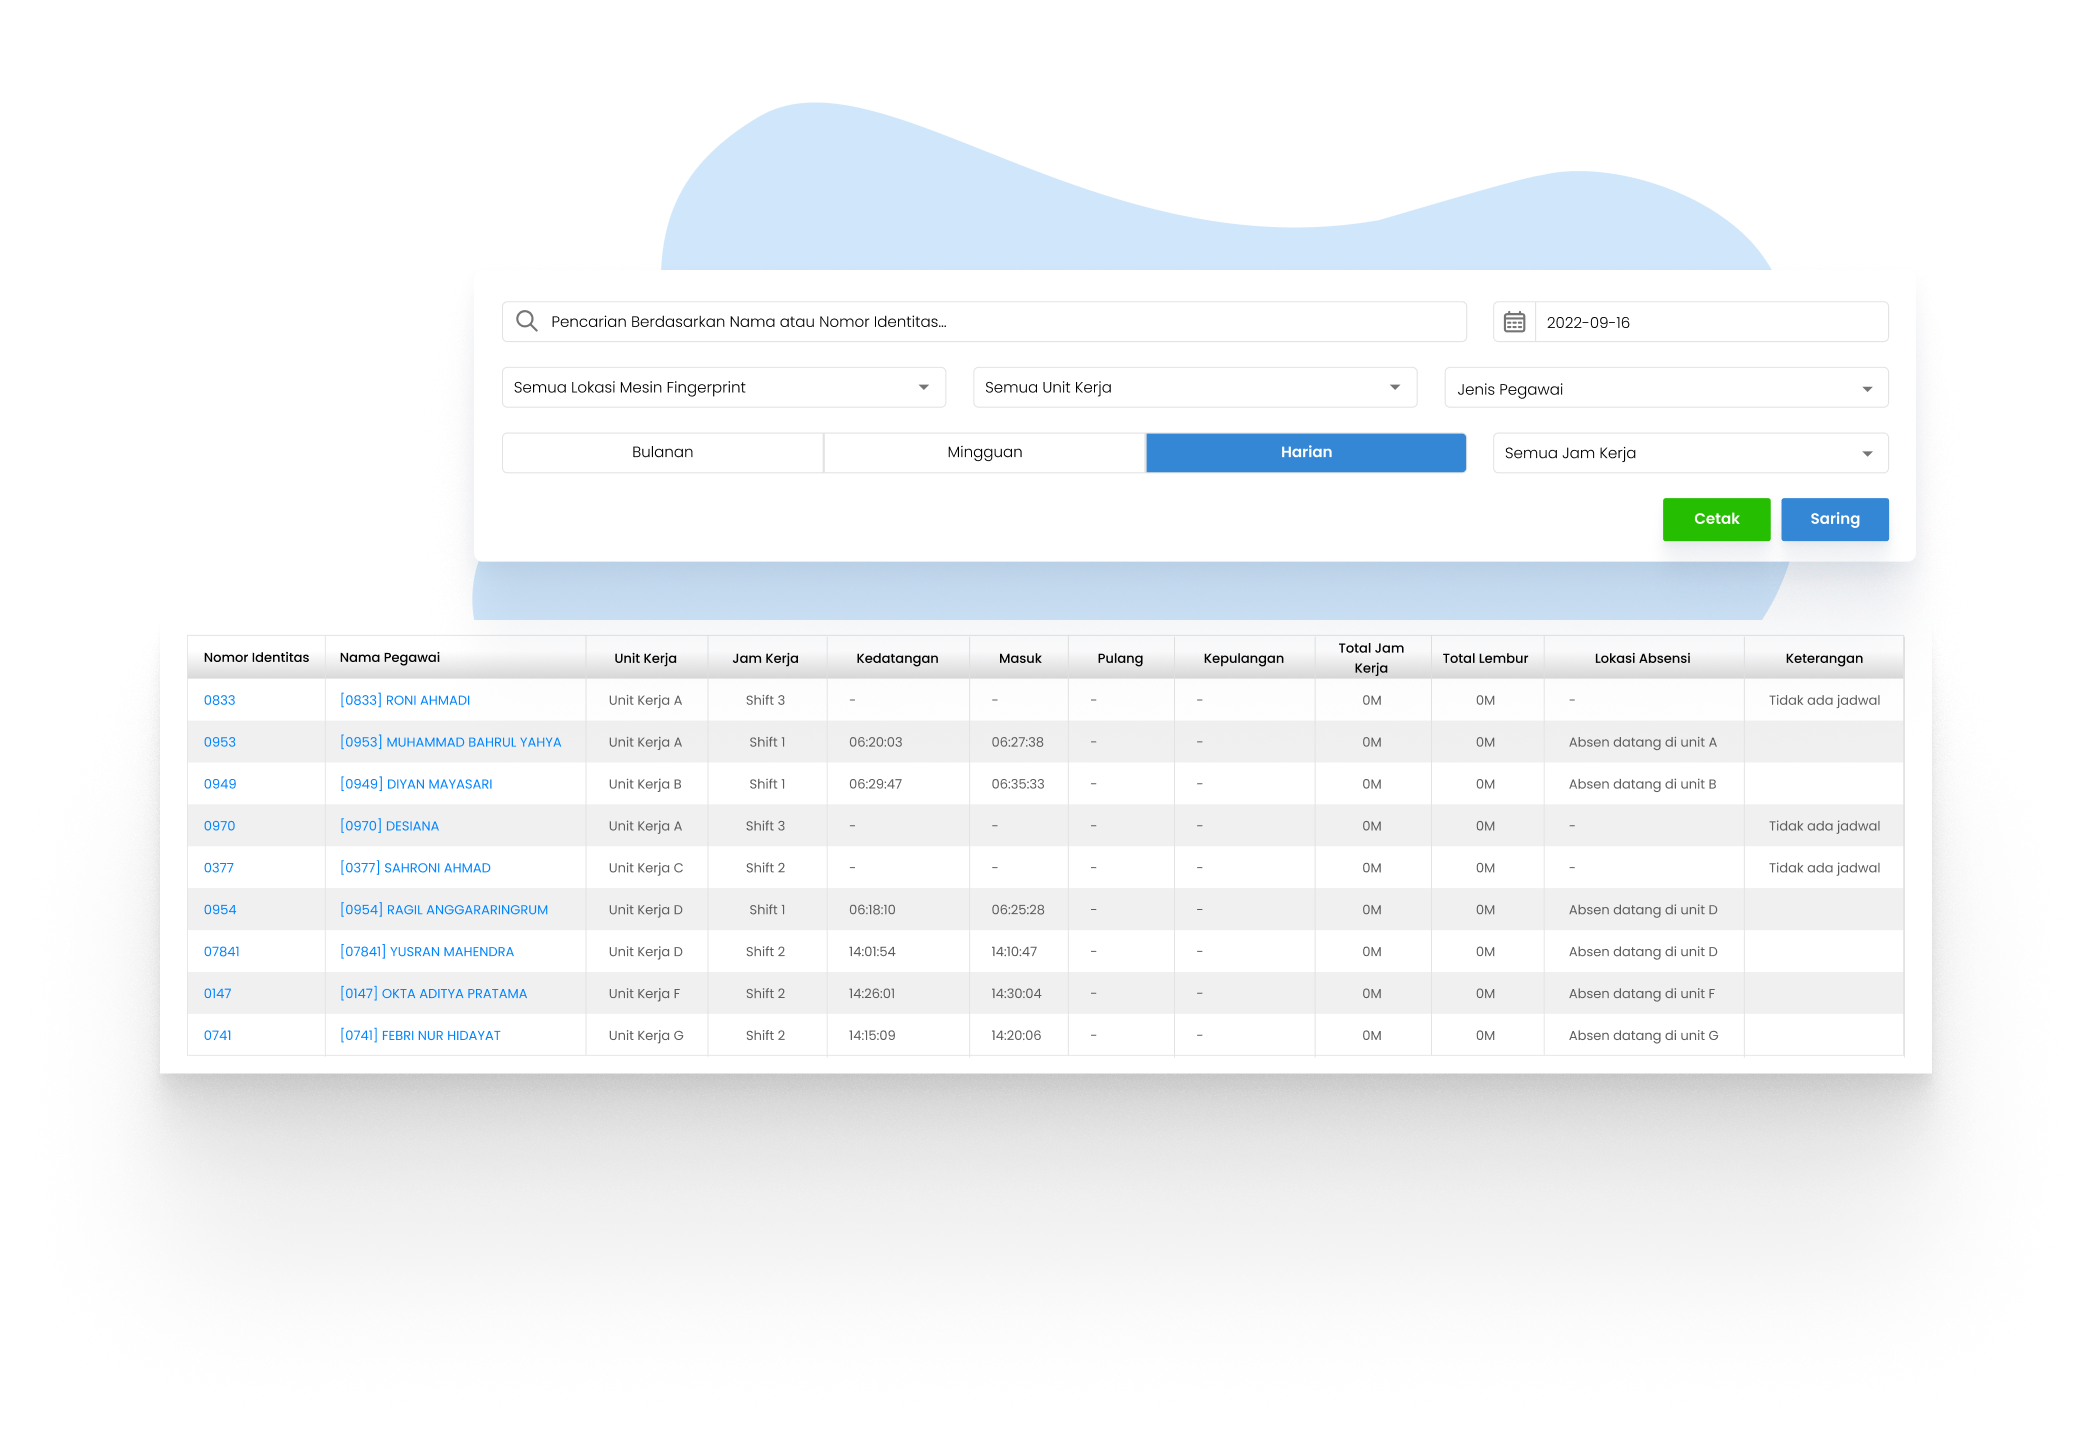 Pencarian Berdasarkan Nama atau Nomor Identitas...
2022-09-16
Semua Lokasi Mesin Fingerprint
Semua Unit Kerja
Jenis Pegawai
Bulanan
Mingguan
Harian
Semua Jam Kerja
Cetak
Saring
Nomor Identitas Nama Pegawai Unit Kerja Jam Kerja Kedatangan Masuk Pulang Kepulangan Total Jam Kerja Total Lembur Lokasi Absensi Keterangan
0833 [0833] RONI AHMADI Unit Kerja A Shift 3 - - - - 0M 0M - Tidak ada jadwal
0953 [0953] MUHAMMAD BAHRUL YAHYA Unit Kerja A Shift 1 06:20:03 06:27:38 - - 0M 0M Absen datang di unit A
0949 [0949] DIYAN MAYASARI Unit Kerja B Shift 1 06:29:47 06:35:33 - - 0M 0M Absen datang di unit B
0970 [0970] DESIANA Unit Kerja A Shift 3 - - - - 0M 0M - Tidak ada jadwal
0377 [0377] SAHRONI AHMAD Unit Kerja C Shift 2 - - - - 0M 0M - Tidak ada jadwal
0954 [0954] RAGIL ANGGARARINGRUM Unit Kerja D Shift 1 06:18:10 06:25:28 - - 0M 0M Absen datang di unit D
07841 [07841] YUSRAN MAHENDRA Unit Kerja D Shift 2 14:01:54 14:10:47 - - 0M 0M Absen datang di unit D
0147 [0147] OKTA ADITYA PRATAMA Unit Kerja F Shift 2 14:26:01 14:30:04 - - 0M 0M Absen datang di unit F
0741 [0741] FEBRI NUR HIDAYAT Unit Kerja G Shift 2 14:15:09 14:20:06 - - 0M 0M Absen datang di unit G